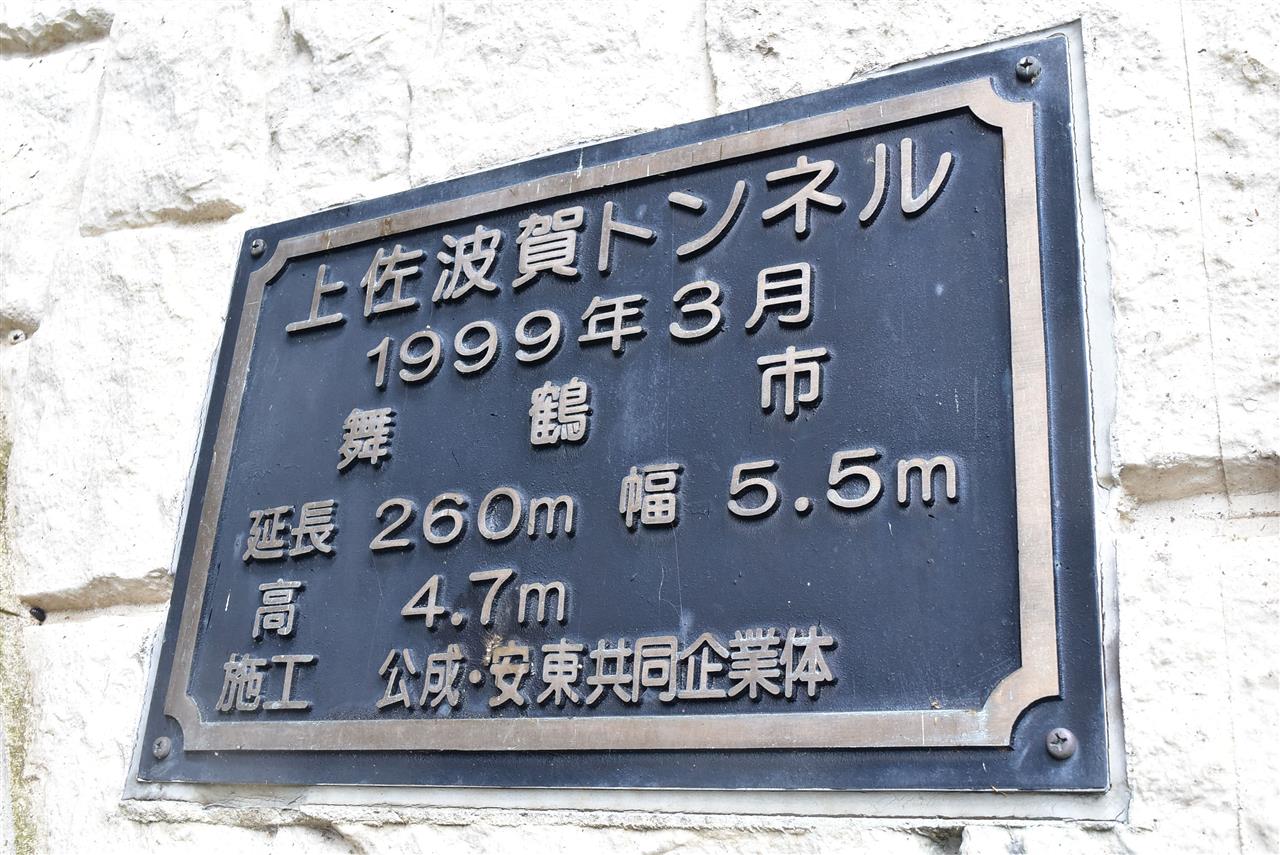 上佐波賀トンネル
1999年3月
舞鶴市
延長 260m 幅 5.5m
高 4.7m
施工 公成・安東共同企業体